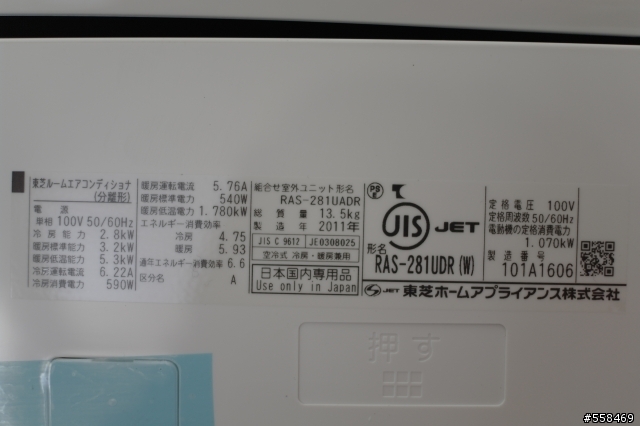 東芝ルームエアコンディショナ
(分離形)
電 源
単相 100V 50/60Hz
冷 房 能 力 2.8kW
暖房標準能力 3.2kW
暖房低温能力 5.3kW
冷房運転電流 6.22A
冷房消費電力 590W
暖房運転電流 5.76A
暖房標準電力 540W
暖房低温電力 1.780kW
エネルギー消費効率
冷房 4.75
暖房 5.93
通年エネルギー消費効率 6.6
区分名 A
組合せ室外ユニット形名
RAS-281UADR
総 質 量 13.5kg
製 造 年 2011年
JIS C 9612 JE0308025
空冷式 冷房・暖房兼用
日本国内専用品
Use only in Japan
PSE
JIS JET
形名
RAS-281UDR(W)
定 格 電 圧 100V
定格周波数 50/60Hz
電動機の定格消費電力
1.070kW
製 造 番 号
101A1606
JET 東芝ホームアプライアンス株式会社
押す
#558469